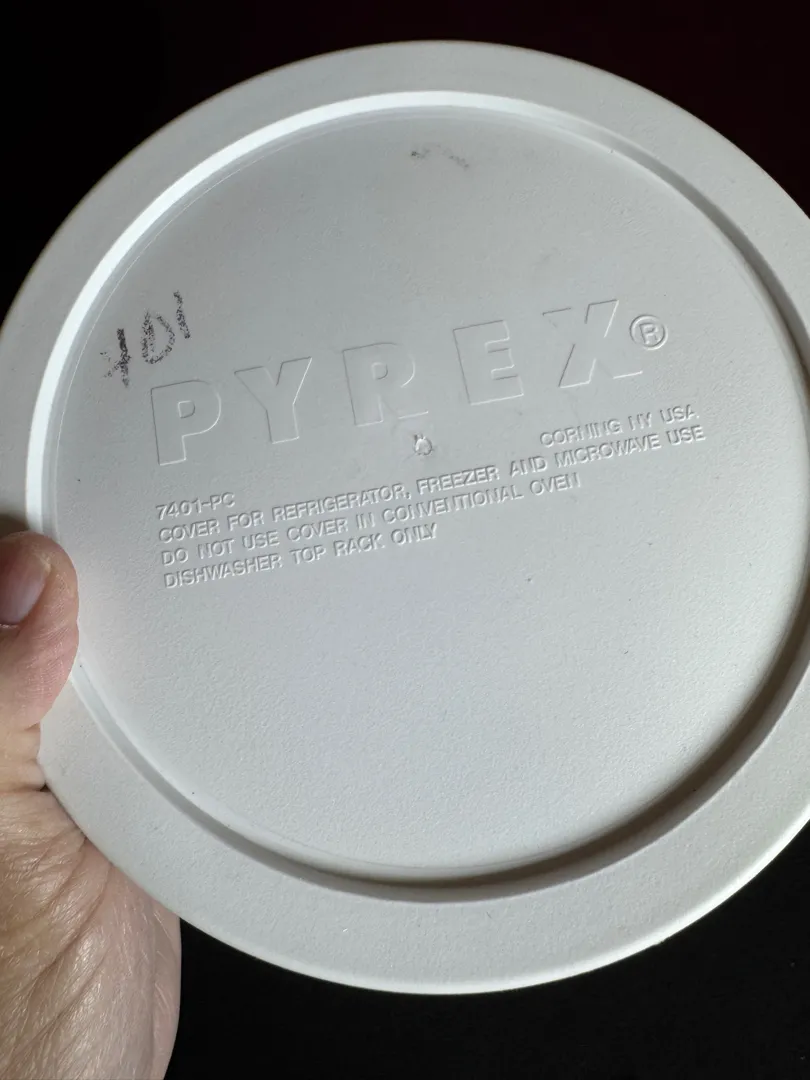 PYREX®
CORNING NY USA
7401-PC
COVER FOR REFRIGERATOR, FREEZER AND MICROWAVE USE
DO NOT USE COVER IN CONVENTIONAL OVEN
DISHWASHER TOP RACK ONLY